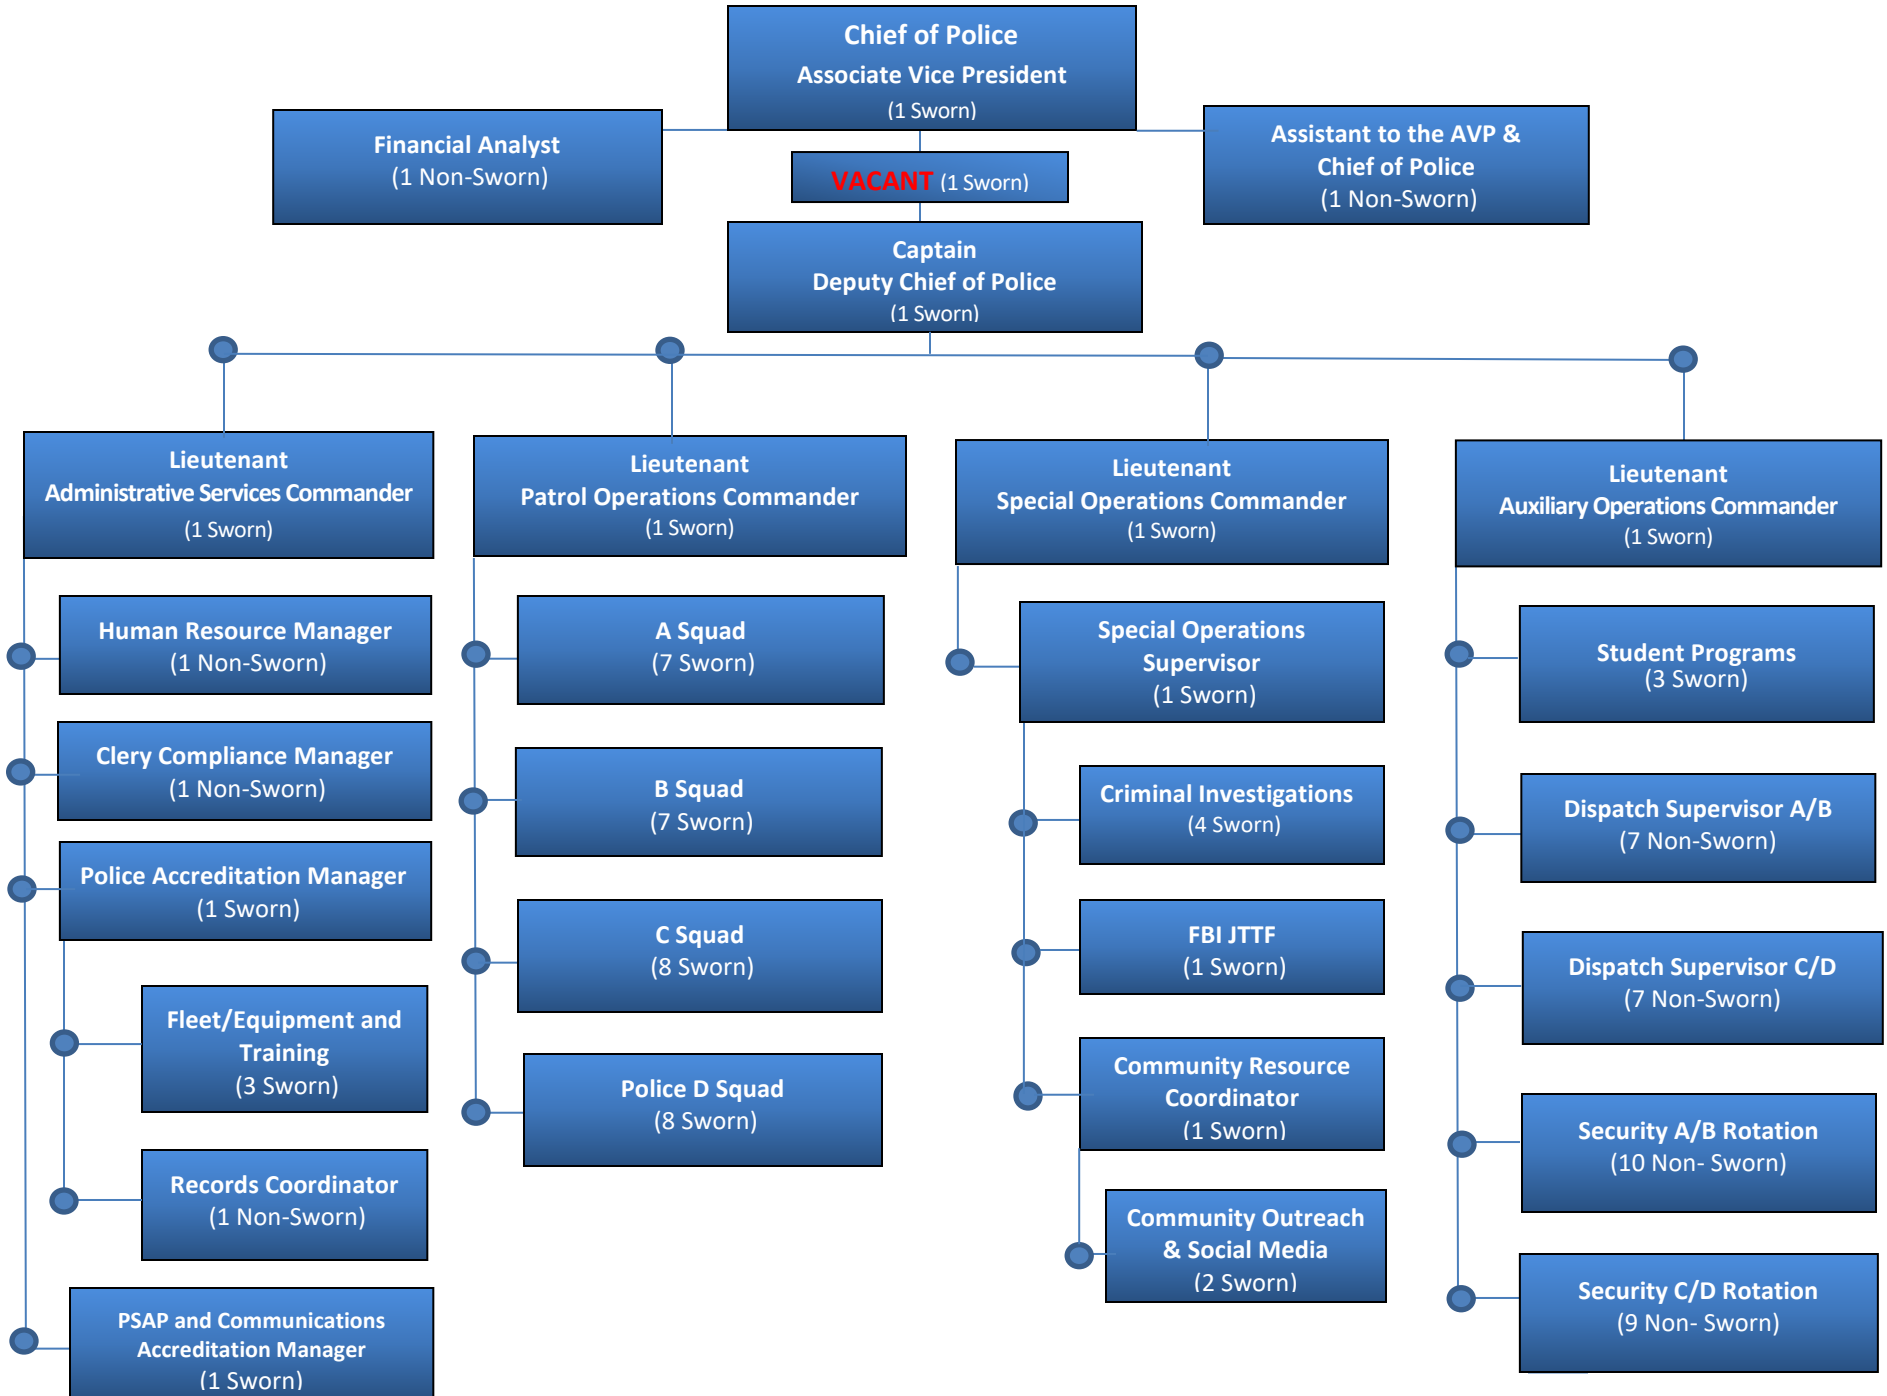 Chief of Police
Associate Vice President
(1 Sworn)
Financial Analyst
(1 Non-Sworn)
VACANT (1 Sworn)
Assistant to the AVP &
Chief of Police
(1 Non-Sworn)
Captain
Deputy Chief of Police
(1 Sworn)
Lieutenant
Administrative Services Commander
(1 Sworn)
Human Resource Manager
(1 Non-Sworn)
Clery Compliance Manager
(1 Non-Sworn)
Police Accreditation Manager
(1 Sworn)
Fleet/Equipment and
Training
(3 Sworn)
Records Coordinator
(1 Non-Sworn)
PSAP and Communications
Accreditation Manager
(1 Sworn)
Lieutenant
Patrol Operations Commander
(1 Sworn)
A Squad
(7 Sworn)
B Squad
(7 Sworn)
C Squad
(8 Sworn)
Police D Squad
(8 Sworn)
Lieutenant
Special Operations Commander
(1 Sworn)
Special Operations
Supervisor
(1 Sworn)
Criminal Investigations
(4 Sworn)
FBI JTTF
(1 Sworn)
Community Resource
Coordinator
(1 Sworn)
Community Outreach
& Social Media
(2 Sworn)
Lieutenant
Auxiliary Operations Commander
(1 Sworn)
Student Programs
(3 Sworn)
Dispatch Supervisor A/B
(7 Non-Sworn)
Dispatch Supervisor C/D
(7 Non-Sworn)
Security A/B Rotation
(10 Non- Sworn)
Security C/D Rotation
(9 Non- Sworn)